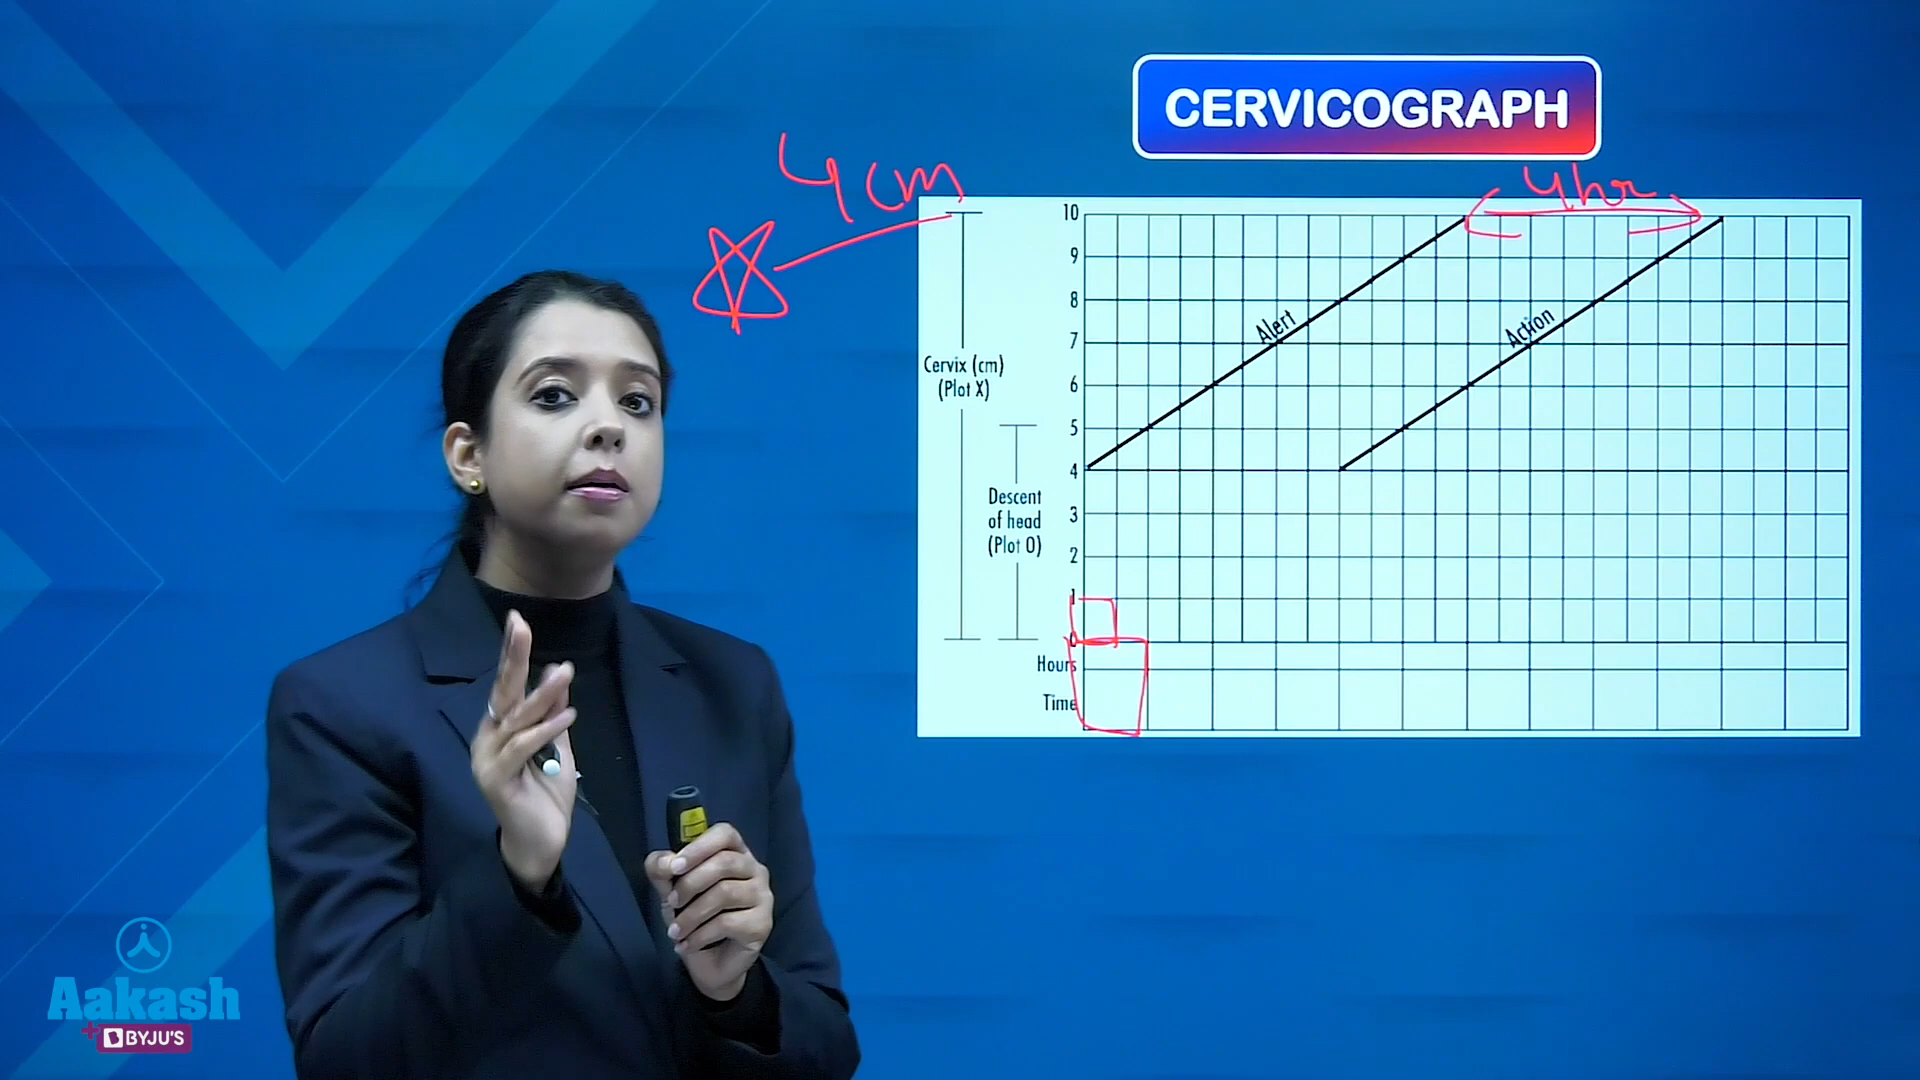 CERVICOGRAPH
4cm
4hr
10
9
8
7
6
5
4
3
2
1
0
Alert
Action
Cervix (cm)
(Plot X)
Descent
of head
(Plot O)
Hours
Time
Aakash
+ BYJU'S